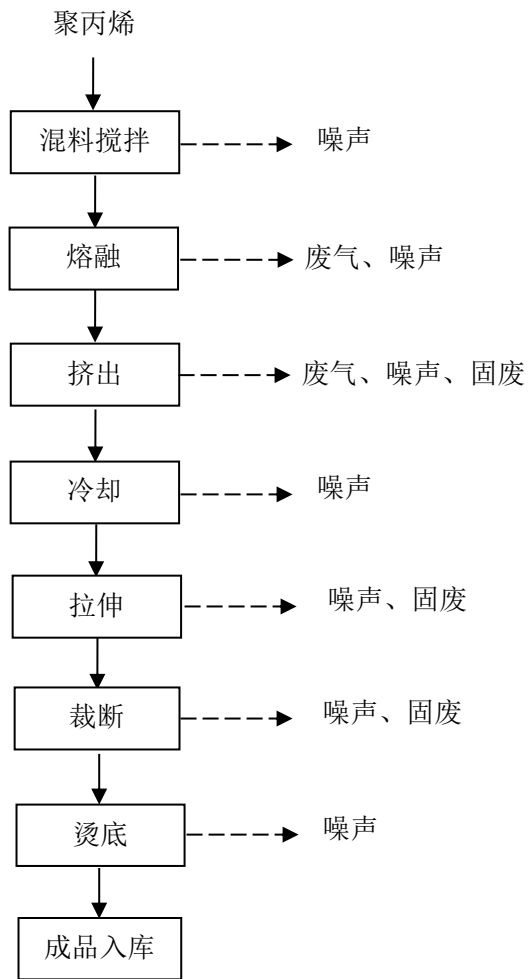 聚丙烯
混料搅拌
噪声
熔融
废气、噪声
挤出
废气、噪声、固废
冷却
噪声
拉伸
噪声、固废
裁断
噪声、固废
烫底
噪声
成品入库